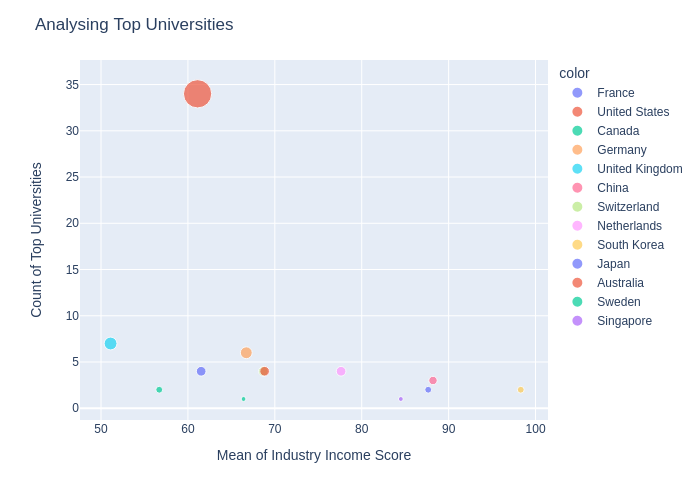 Analysing Top Universities
color
France
United States
Canada
Germany
United Kingdom
China
Switzerland
Netherlands
South Korea
Japan
Australia
Sweden
Singapore
Count of Top Universities
35
30
25
20
15
10
5
0
50 60 70 80 90 100
Mean of Industry Income Score